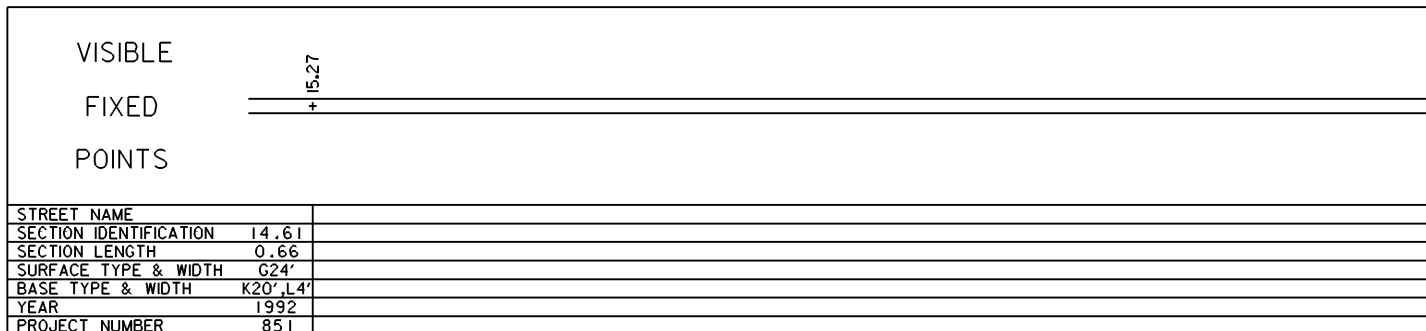 VISIBLE
15.27
FIXED
+
POINTS
STREET NAME
SECTION IDENTIFICATION 14.61
SECTION LENGTH 0.66
SURFACE TYPE & WIDTH G24'
BASE TYPE & WIDTH K20',L4'
YEAR 1992
PROJECT NUMBER 851